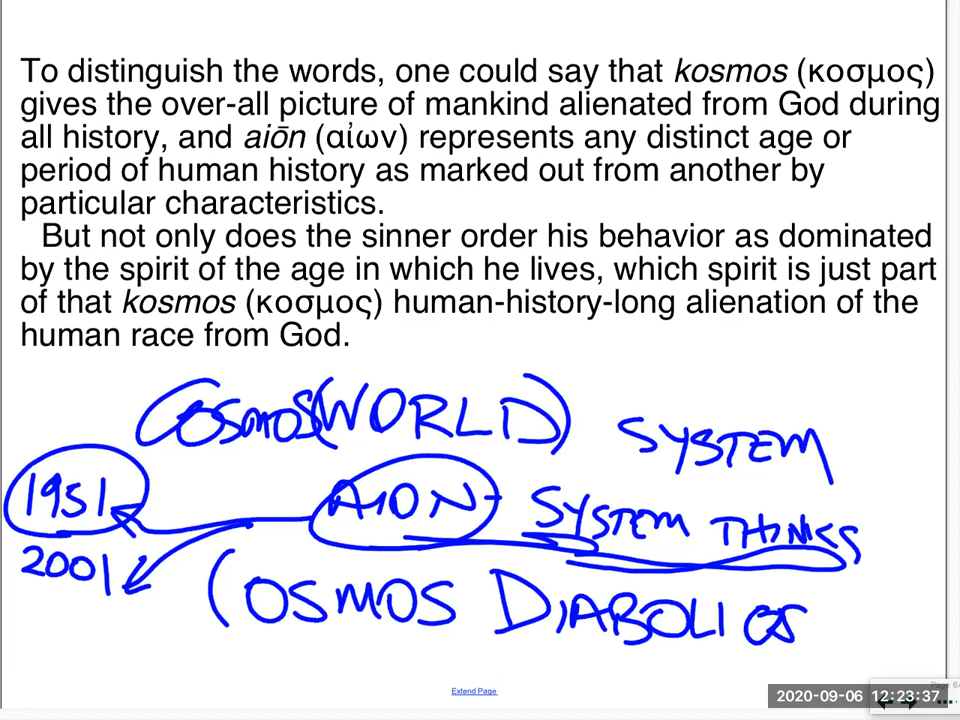 To distinguish the words, one could say that kosmos (κοσμος)
gives the over-all picture of mankind alienated from God during
all history, and aiōn (αἰων) represents any distinct age or
period of human history as marked out from another by
particular characteristics.
But not only does the sinner order his behavior as dominated
by the spirit of the age in which he lives, which spirit is just part
of that kosmos (κοσμος) human-history-long alienation of the
human race from God.
COSMOS (WORLD) SYSTEM
1951 AION - SYSTEM THINGS
2001 COSMOS DIABOLICS
Extend Page
2020-09-06 12:23:37